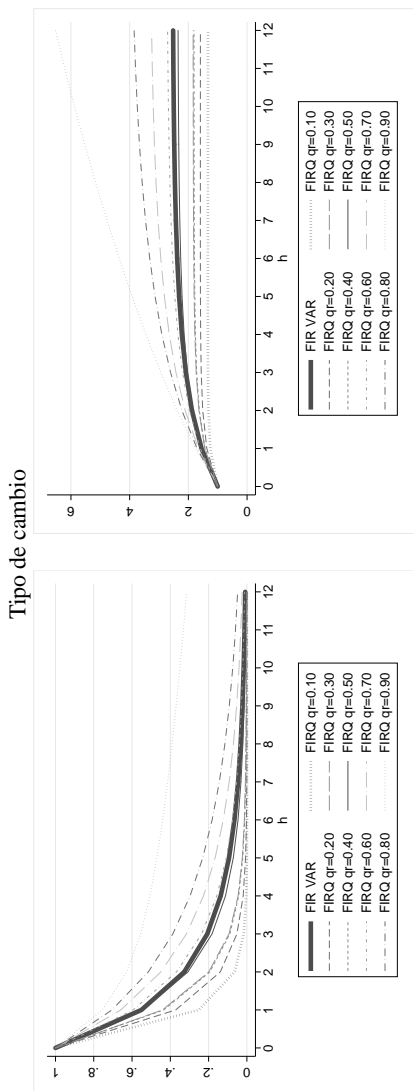 Tipo de cambio
1
.8
.6
.4
.2
0
0 1 2 3 4 5 6 7 8 9 10 11 12
h
FIR VAR FIRQ qr=0.10
FIRQ qr=0.20 FIRQ qr=0.30
FIRQ qr=0.40 FIRQ qr=0.50
FIRQ qr=0.60 FIRQ qr=0.70
FIRQ qr=0.80 FIRQ qr=0.90
6
4
2
0
0 1 2 3 4 5 6 7 8 9 10 11 12
h
FIR VAR FIRQ qr=0.10
FIRQ qr=0.20 FIRQ qr=0.30
FIRQ qr=0.40 FIRQ qr=0.50
FIRQ qr=0.60 FIRQ qr=0.70
FIRQ qr=0.80 FIRQ qr=0.90